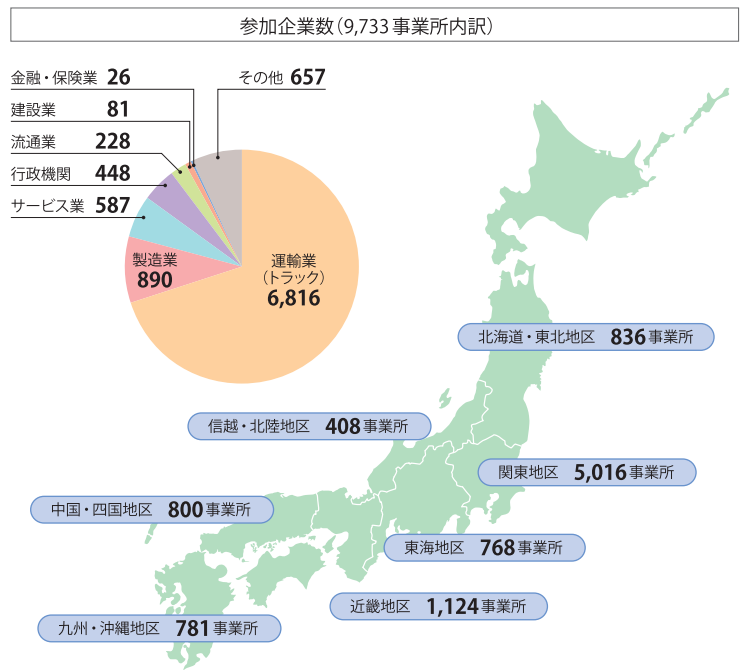 参加企業数（9,733事業所内訳）
金融・保険業 26
その他 657
建設業 81
流通業 228
行政機関 448
サービス業 587
製造業
890
運輸業
（トラック）
6,816
北海道・東北地区 836事業所
信越・北陸地区 408事業所
関東地区 5,016事業所
中国・四国地区 800事業所
東海地区 768事業所
近畿地区 1,124事業所
九州・沖縄地区 781事業所